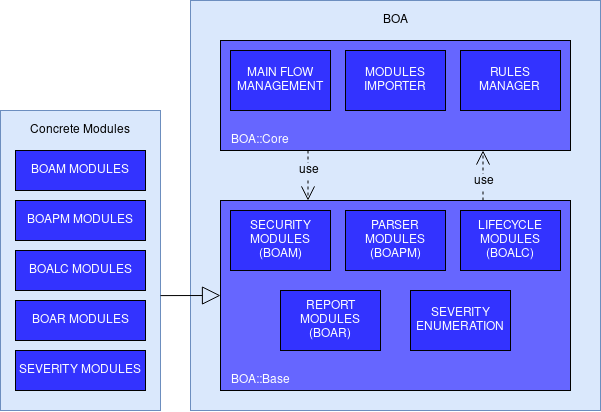 BOA
MAIN FLOW
MANAGEMENT
MODULES
IMPORTER
RULES
MANAGER
BOA::Core
use
use
Concrete Modules
BOAM MODULES
BOAPM MODULES
BOALC MODULES
BOAR MODULES
SEVERITY MODULES
SECURITY
MODULES
(BOAM)
PARSER
MODULES
(BOAPM)
LIFECYCLE
MODULES
(BOALC)
REPORT
MODULES
(BOAR)
SEVERITY
ENUMERATION
BOA::Base